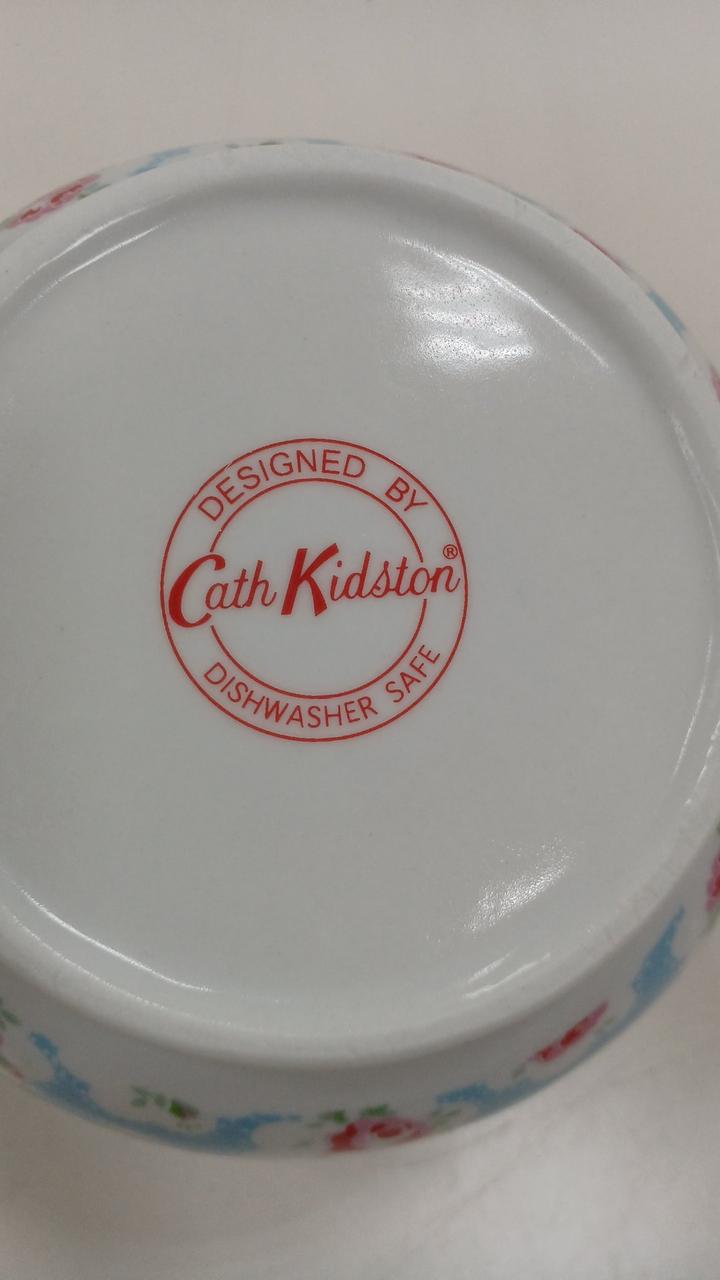 DESIGNED BY
Cath Kidston®
DISHWASHER SAFE